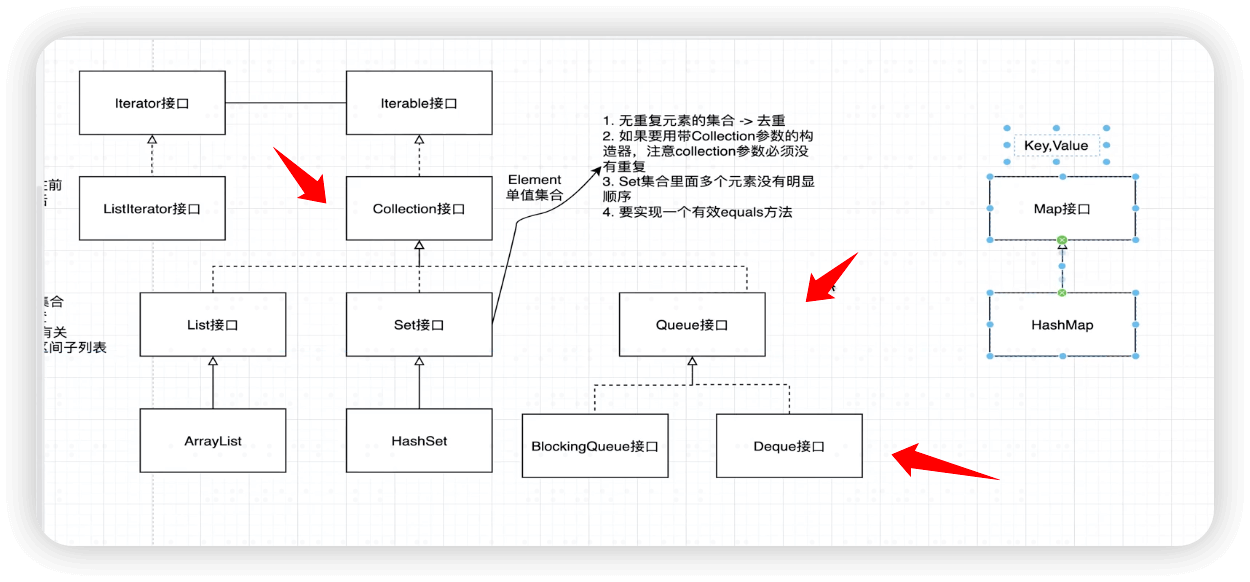 Iterator接口
Iterable接口
1. 无重复元素的集合 -> 去重
2. 如果要用带Collection参数的构
造器，注意collection参数必须没
有重复
3. Set集合里面多个元素没有明显
顺序
4. 要实现一个有效equals方法
Key,Value
Element
单值集合
前
ListIterator接口
Collection接口
Map接口
集合
有关
区间子列表
List接口
Set接口
Queue接口
HashMap
ArrayList
HashSet
BlockingQueue接口
Deque接口